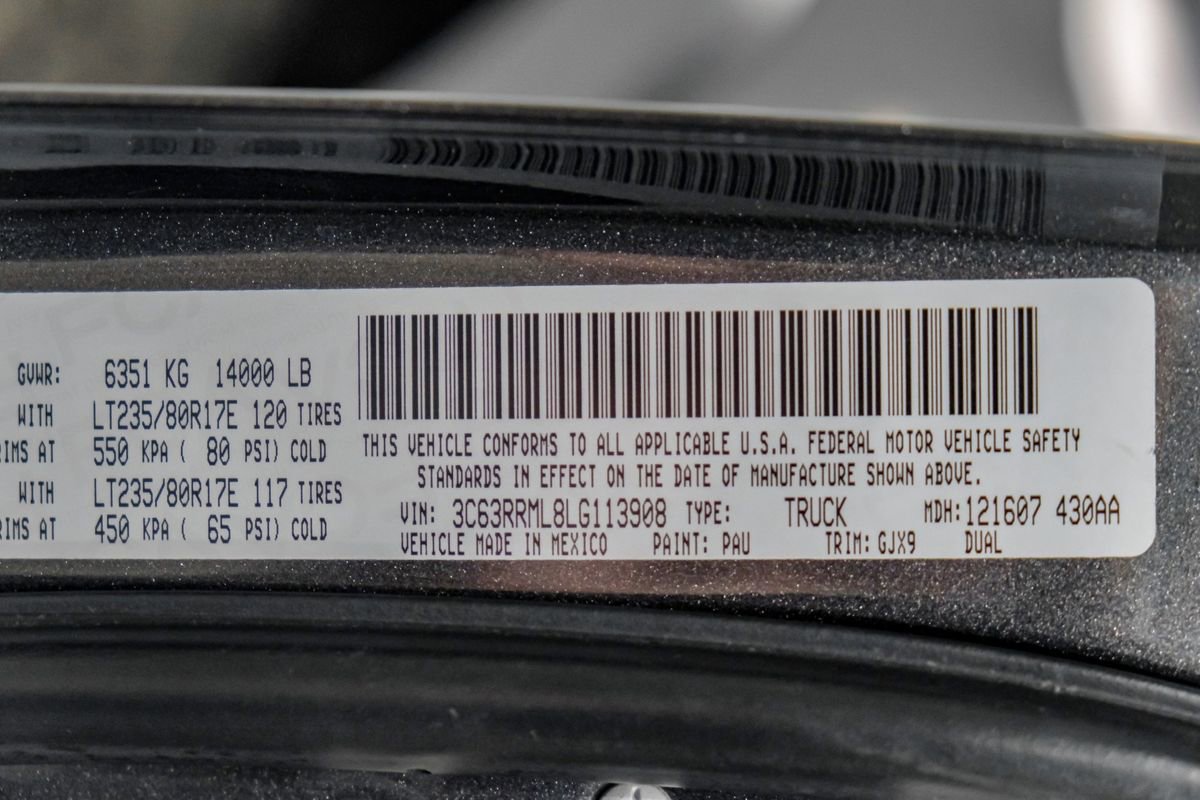 GVWR: 6351 KG 14000 LB
WITH LT235/80R17E 120 TIRES
RIMS AT 550 KPA ( 80 PSI) COLD
WITH LT235/80R17E 117 TIRES
RIMS AT 450 KPA ( 65 PSI) COLD
THIS VEHICLE CONFORMS TO ALL APPLICABLE U.S.A. FEDERAL MOTOR VEHICLE SAFETY
STANDARDS IN EFFECT ON THE DATE OF MANUFACTURE SHOWN ABOVE.
VIN: 3C63RRML8LG113908 TYPE: TRUCK MDH: 121607 430AA
VEHICLE MADE IN MEXICO PAINT: PAU TRIM: GJX9 DUAL